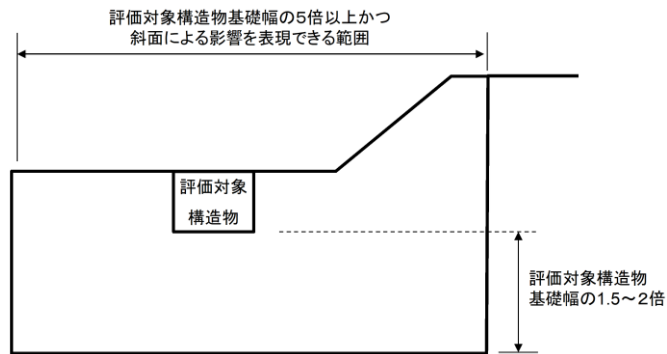 評価対象構造物基礎幅の5倍以上かつ
斜面による影響を表現できる範囲
評価対象
構造物
評価対象構造物
基礎幅の1.5～2倍